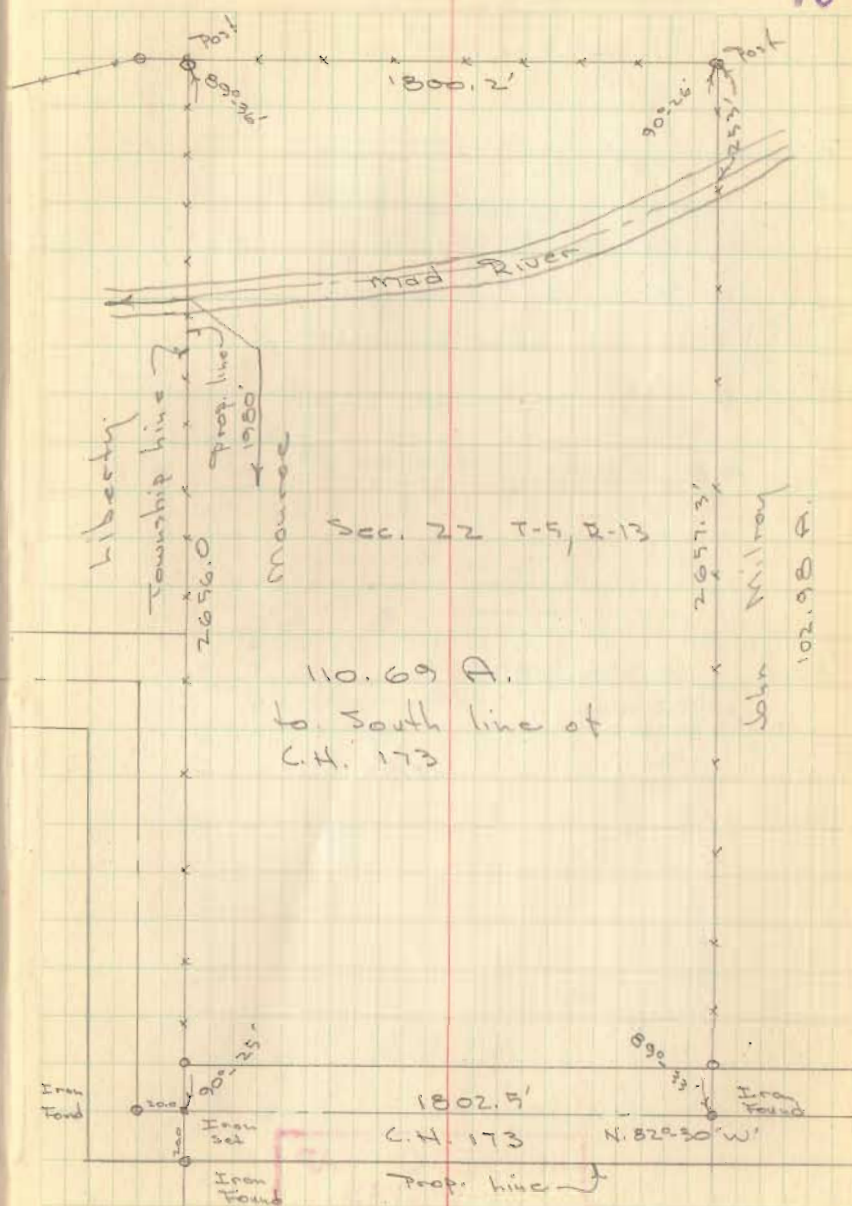 Post
Post
1800.2'
89°-36'
90°-26'
253'
Mad River
Liberty
Township Line
Prop. line
1980'
Monroe
2656.0
Sec. 22 T-5, R-13
2657.3'
John Milroy
102.98 A.
110.69 A.
to South line of
C.H. 173
90°-25'
89°-33'
Iron
Fond
20.0
Iron
Set
1802.5'
Iron
Found
C.H. 173
N. 82°-30' W'
20.0
Iron
Found
Prop. Line